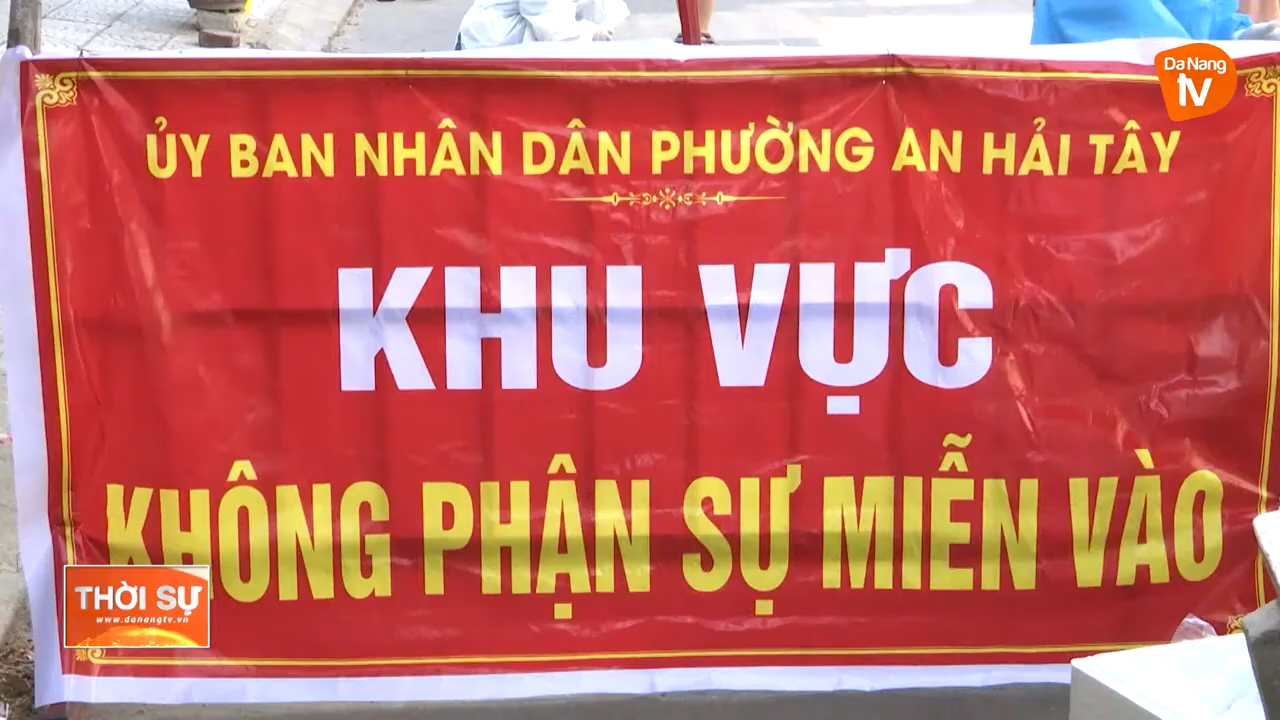 Da Nang
TV
ỦY BAN NHÂN DÂN PHƯỜNG AN HẢI TÂY
KHU VỰC
KHÔNG PHẬN SỰ MIỄN VÀO
THỜI SỰ
www.danangtv.vn